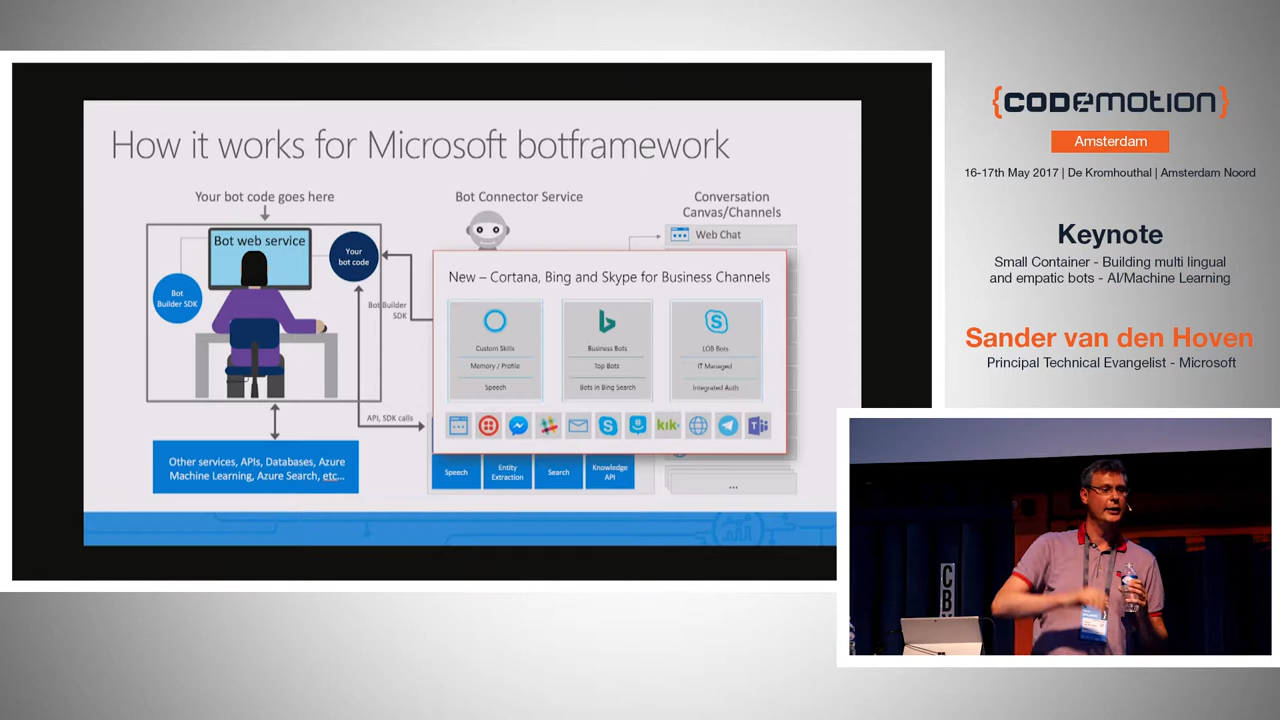 How it works for Microsoft botframework
Your bot code goes here
Bot web service
Your
bot code
Bot
Builder SDK
Bot Builder
SDK
API, SDK calls
Other services, APIs, Databases, Azure
Machine Learning, Azure Search, etc...
Bot Connector Service
Conversation
Canvas/Channels
Web Chat
New – Cortana, Bing and Skype for Business Channels
Custom Skills
Memory / Profile
Speech
Business Bots
Top Bots
Bots in Bing Search
LOB Bots
IT Managed
Integrated Auth
kik•
Speech
Entity
Extraction
Search
Knowledge
API
...
{CODEMOTION}
Amsterdam
16-17th May 2017 | De Kromhouthal | Amsterdam Noord
Keynote
Small Container - Building multi lingual
and empatic bots - AI/Machine Learning
Sander van den Hoven
Principal Technical Evangelist - Microsoft